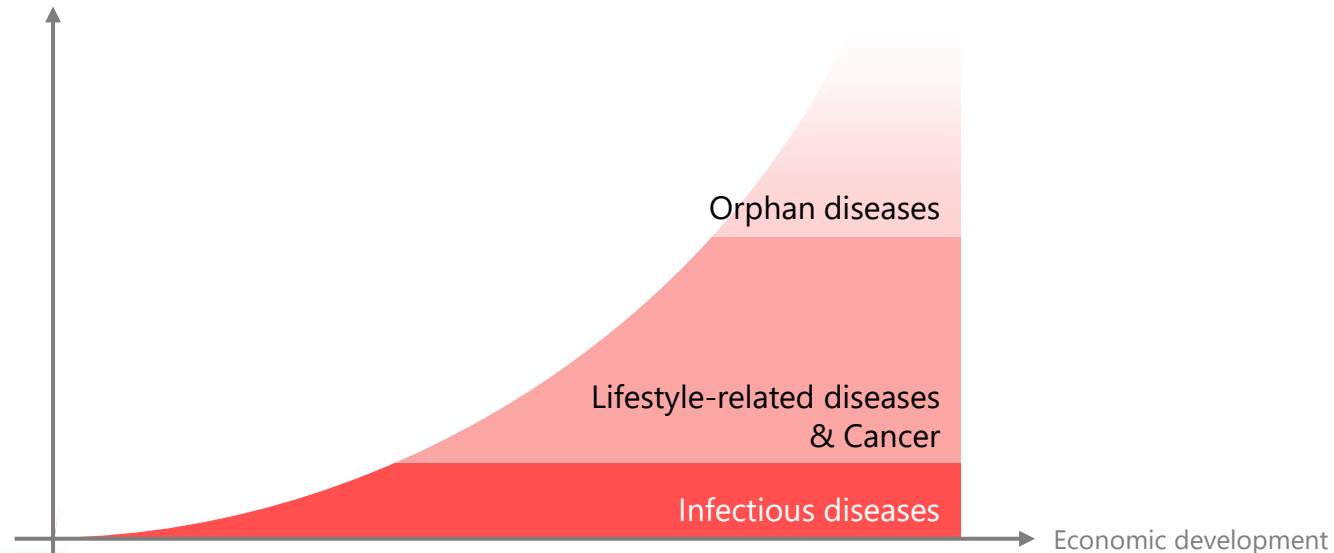 Orphan diseases
Lifestyle-related diseases
& Cancer
Infectious diseases
Economic development